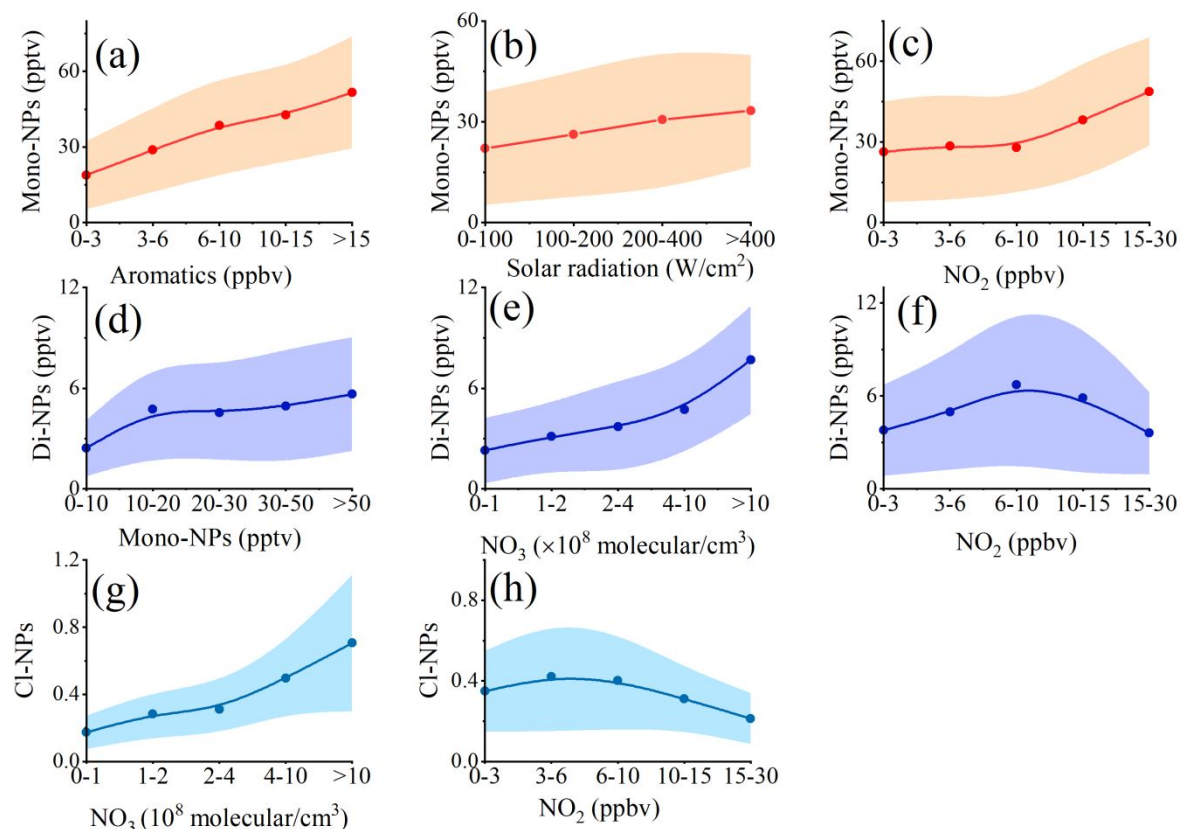 (a)
Mono-NPs (pptv)
60
30
0
0-3 3-6 6-10 10-15 >15
Aromatics (ppbv)
(b)
Mono-NPs (pptv)
60
30
0
0-100 100-200 200-400 >400
Solar radiation (W/cm²)
(c)
Mono-NPs (pptv)
60
30
0
0-3 3-6 6-10 10-15 15-30
NO₂ (ppbv)
(d)
Di-NPs (pptv)
12
6
0
0-10 10-20 20-30 30-50 >50
Mono-NPs (pptv)
(e)
Di-NPs (pptv)
12
6
0
0-1 1-2 2-4 4-10 >10
NO₃ (×10⁸ molecular/cm³)
(f)
Di-NPs (pptv)
12
6
0
0-3 3-6 6-10 10-15 15-30
NO₂ (ppbv)
(g)
Cl-NPs
1.2
0.8
0.4
0.0
0-1 1-2 2-4 4-10 >10
NO₃ (10⁸ molecular/cm³)
(h)
Cl-NPs
0.8
0.4
0.0
0-3 3-6 6-10 10-15 15-30
NO₂ (ppbv)